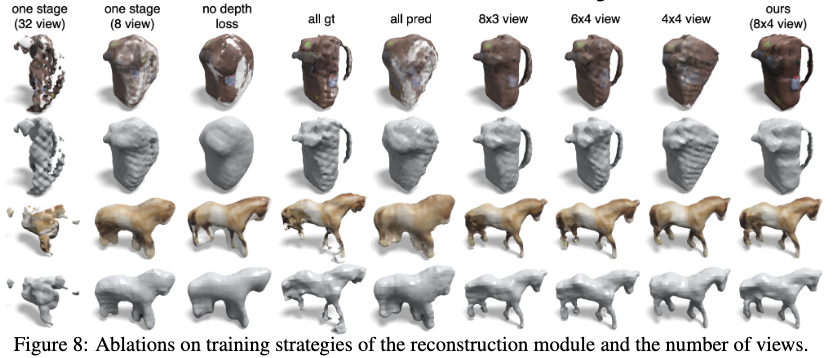 one stage (32 view)
one stage (8 view)
no depth loss
all gt
all pred
8x3 view
6x4 view
4x4 view
ours (8x4 view)
Figure 8: Ablations on training strategies of the reconstruction module and the number of views.